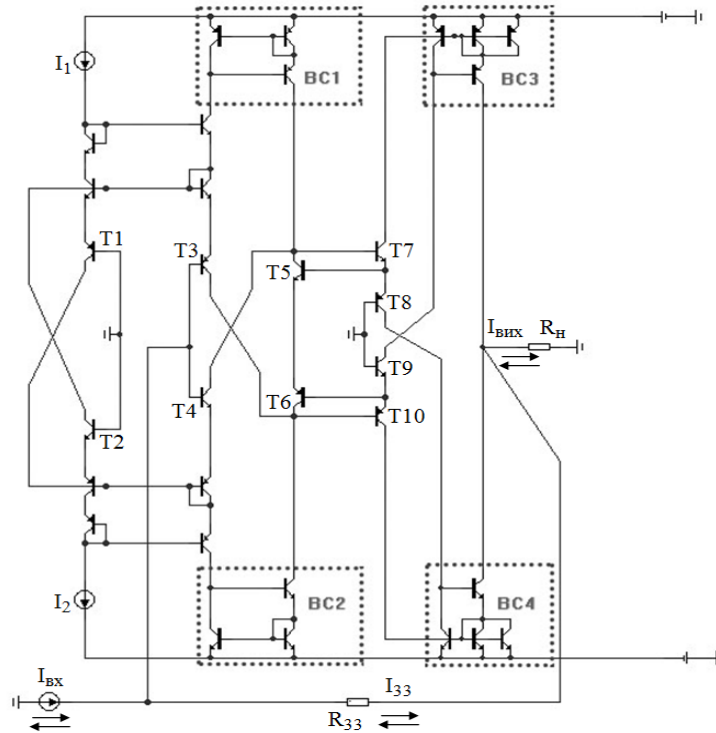 I1
BC1
BC3
T1
T3
T7
T5
T8
Iвих
Rн
T9
T6
T4
T10
T2
I2
BC2
BC4
Iвх
I33
R33